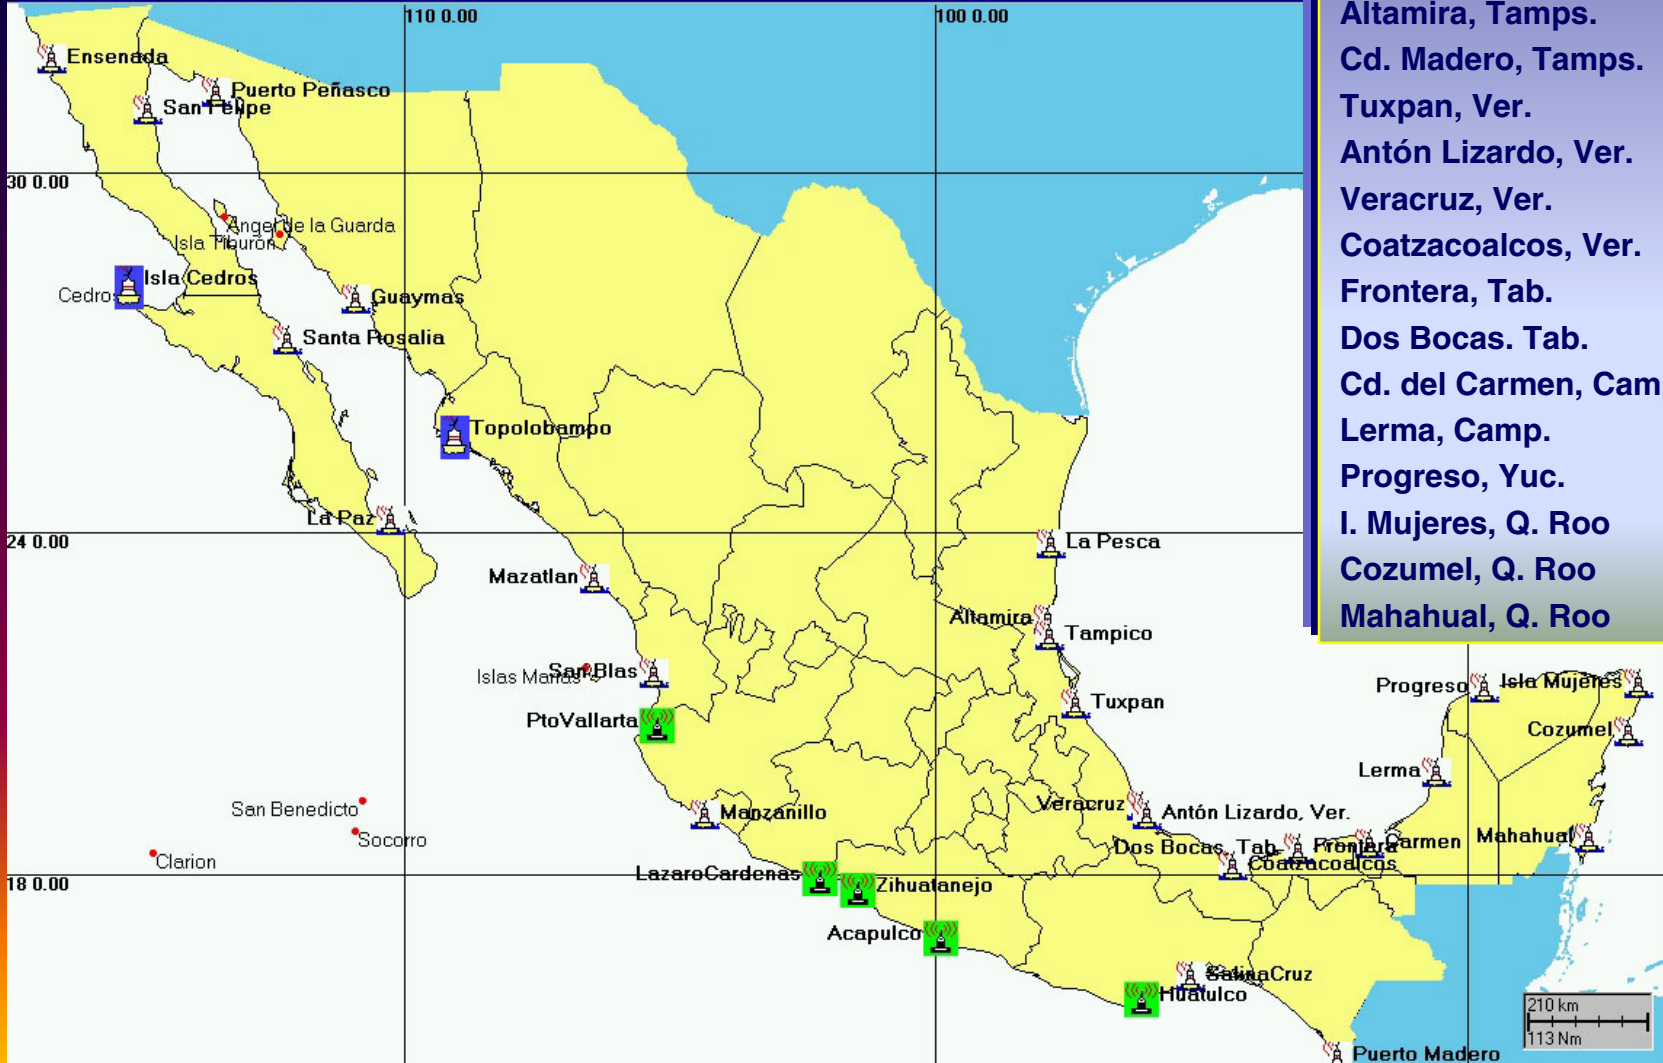 110 0.00
100 0.00
Ensenada
Puerto Peñasco
San Felipe
30 0.00
Angel de la Guarda
Isla Tiburón
Isla Cedros
Cedros
Guaymas
Santa Rosalia
Topolobampo
La Paz
24 0.00
La Pesca
Mazatlan
Altamira
Tampico
Islas Marias
San Blas
Tuxpan
PtoVallarta
Progreso
Isla Mujeres
Cozumel
Lerma
San Benedicto
Socorro
Clarion
Manzanillo
Veracruz
Antón Lizardo, Ver.
Dos Bocas, Tab.
Frontera
Carmen
Mahahual
Coatzacoalcos
18 0.00
LazaroCardenas
Zihuatanejo
Acapulco
SalinaCruz
Huatulco
Puerto Madero
210 km
113 Nm
Altamira, Tamps.
Cd. Madero, Tamps.
Tuxpan, Ver.
Antón Lizardo, Ver.
Veracruz, Ver.
Coatzacoalcos, Ver.
Frontera, Tab.
Dos Bocas. Tab.
Cd. del Carmen, Cam
Lerma, Camp.
Progreso, Yuc.
I. Mujeres, Q. Roo
Cozumel, Q. Roo
Mahahual, Q. Roo